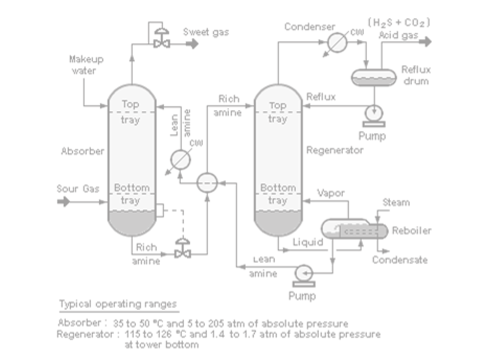 Sweet gas
Makeup
water
Condenser
CW
(H₂S + CO₂)
Acid gas
Reflux
drum
Top
tray
Lean
amine
Rich
amine
Top
tray
Reflux
Pump
CW
Absorber
Regenerator
Sour Gas
Bottom
tray
Bottom
tray
Vapor
Steam
Reboiler
Rich
amine
Liquid
Condensate
Lean
amine
Pump
Typical operating ranges
Absorber : 35 to 50 °C and 5 to 205 atm of absolute pressure
Regenerator : 115 to 126 °C and 1.4 to 1.7 atm of absolute pressure
at tower bottom